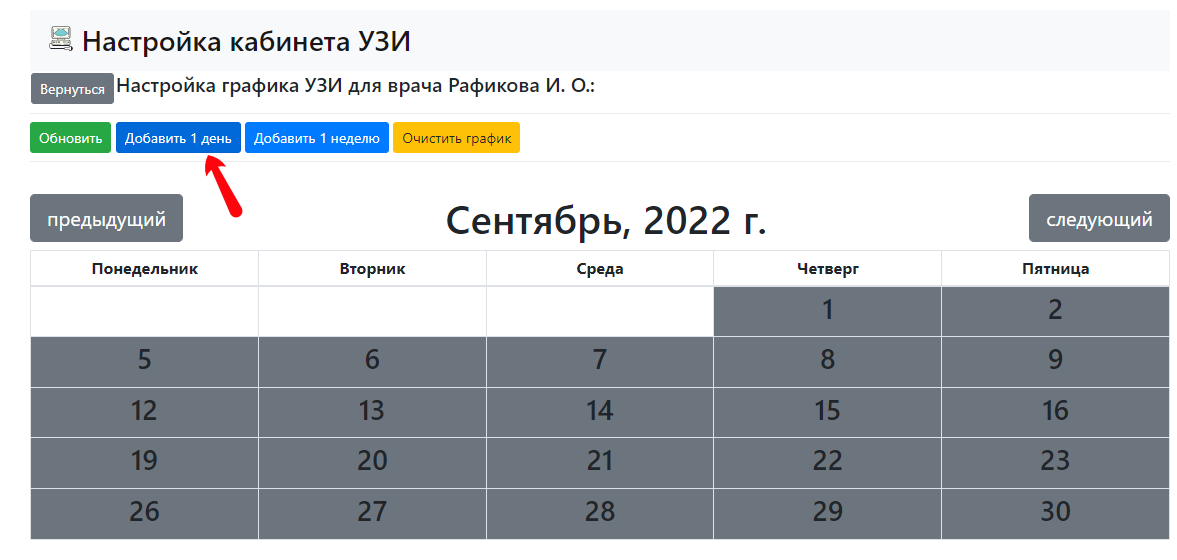 Настройка кабинета УЗИ
Вернуться Настройка графика УЗИ для врача Рафикова И. О.:
Обновить Добавить 1 день Добавить 1 неделю Очистить график
предыдущий Сентябрь, 2022 г. следующий
Понедельник Вторник Среда Четверг Пятница
1 2
5 6 7 8 9
12 13 14 15 16
19 20 21 22 23
26 27 28 29 30